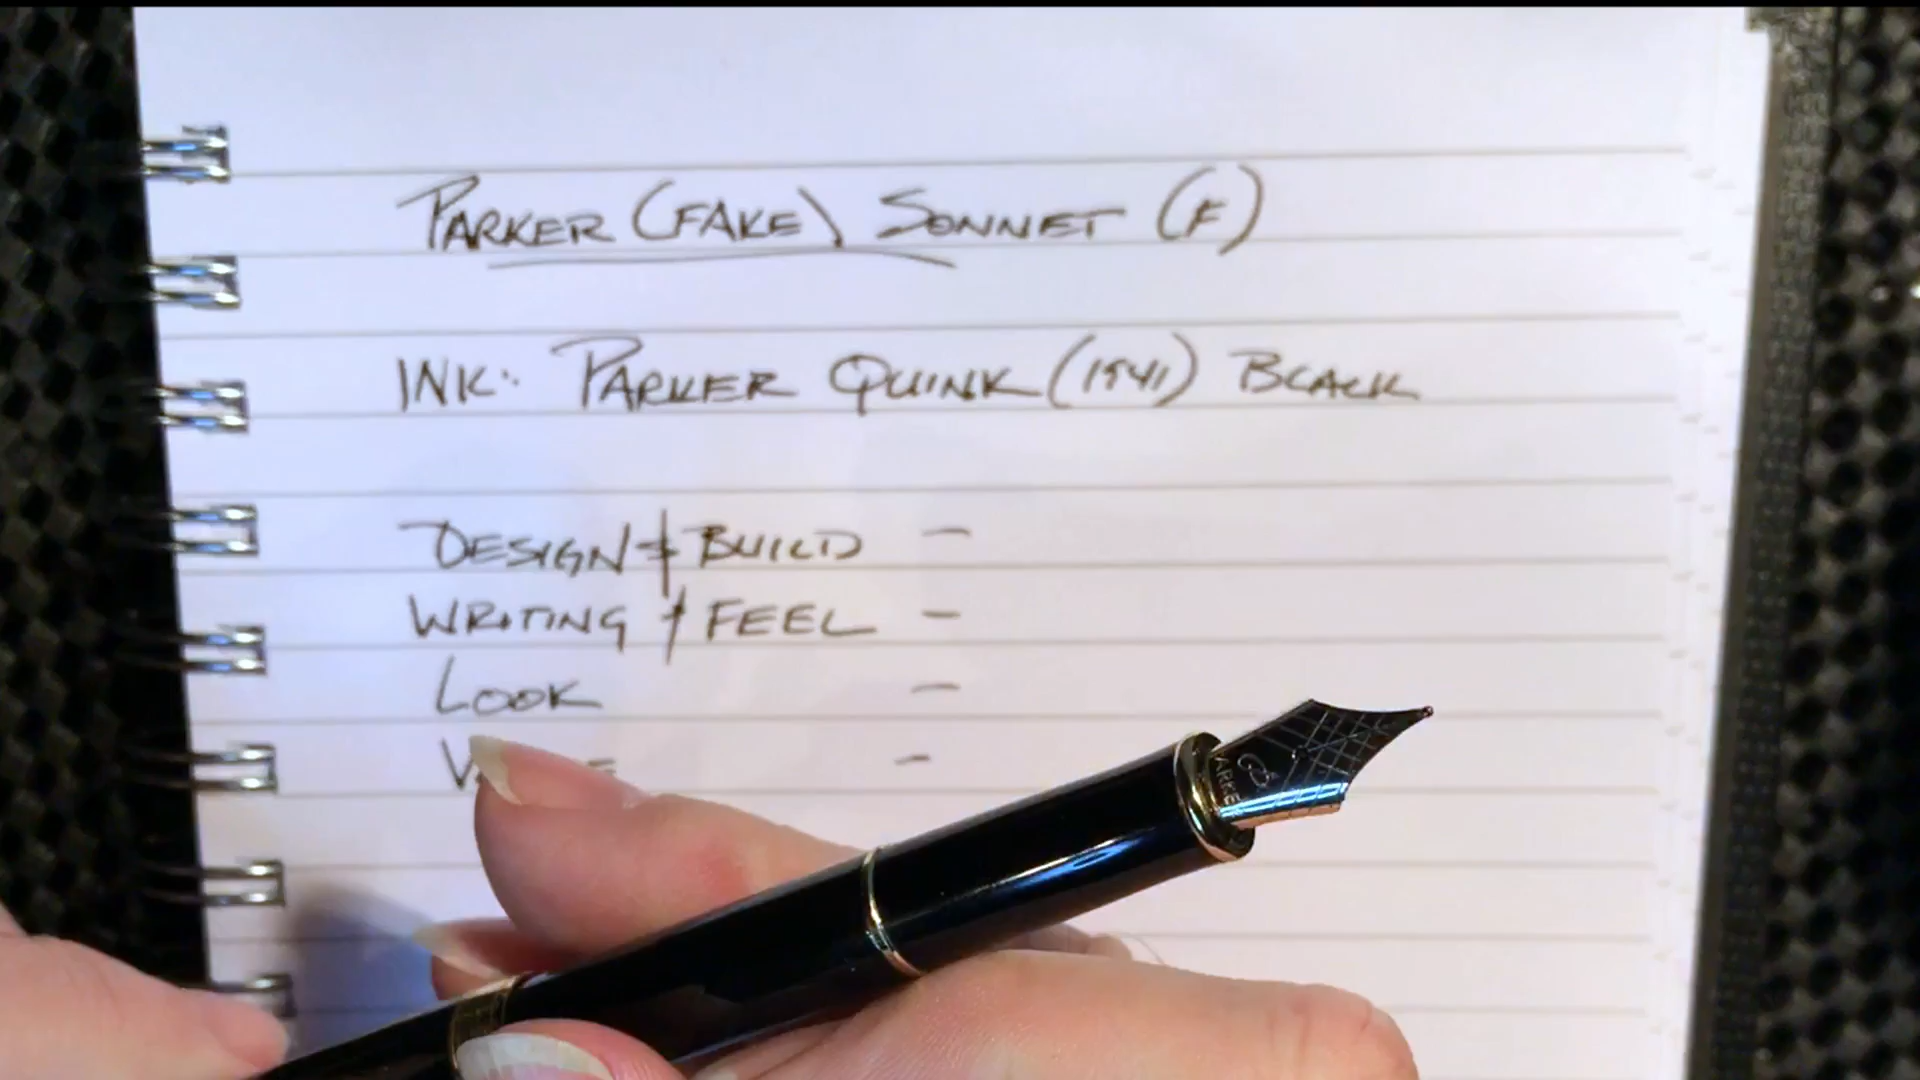 PARKER (FAKE) SONNET (F)
INK: PARKER QUINK (1941) BLACK
DESIGN & BUILD -
WRITING & FEEL -
LOOK -
-